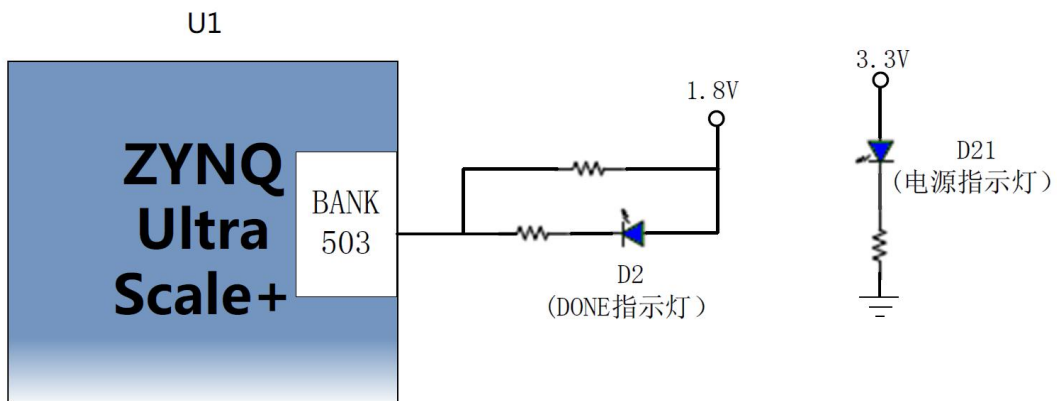 U1
ZYNQ
Ultra
Scale+
BANK
503
1.8V
D2
(DONE指示灯)
3.3V
D21
(电源指示灯)